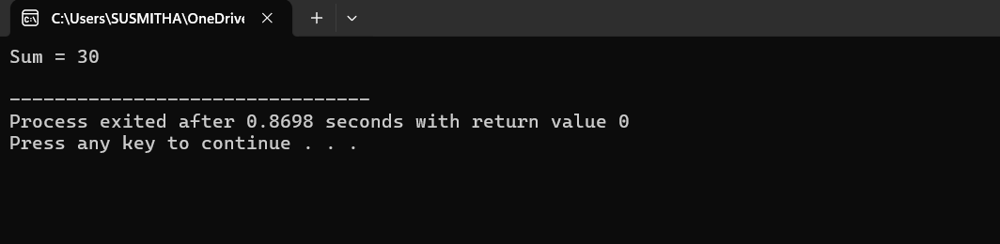 C:\Users\SUSMITHA\OneDrive
Sum = 30
--------------------------------
Process exited after 0.8698 seconds with return value 0
Press any key to continue . . .